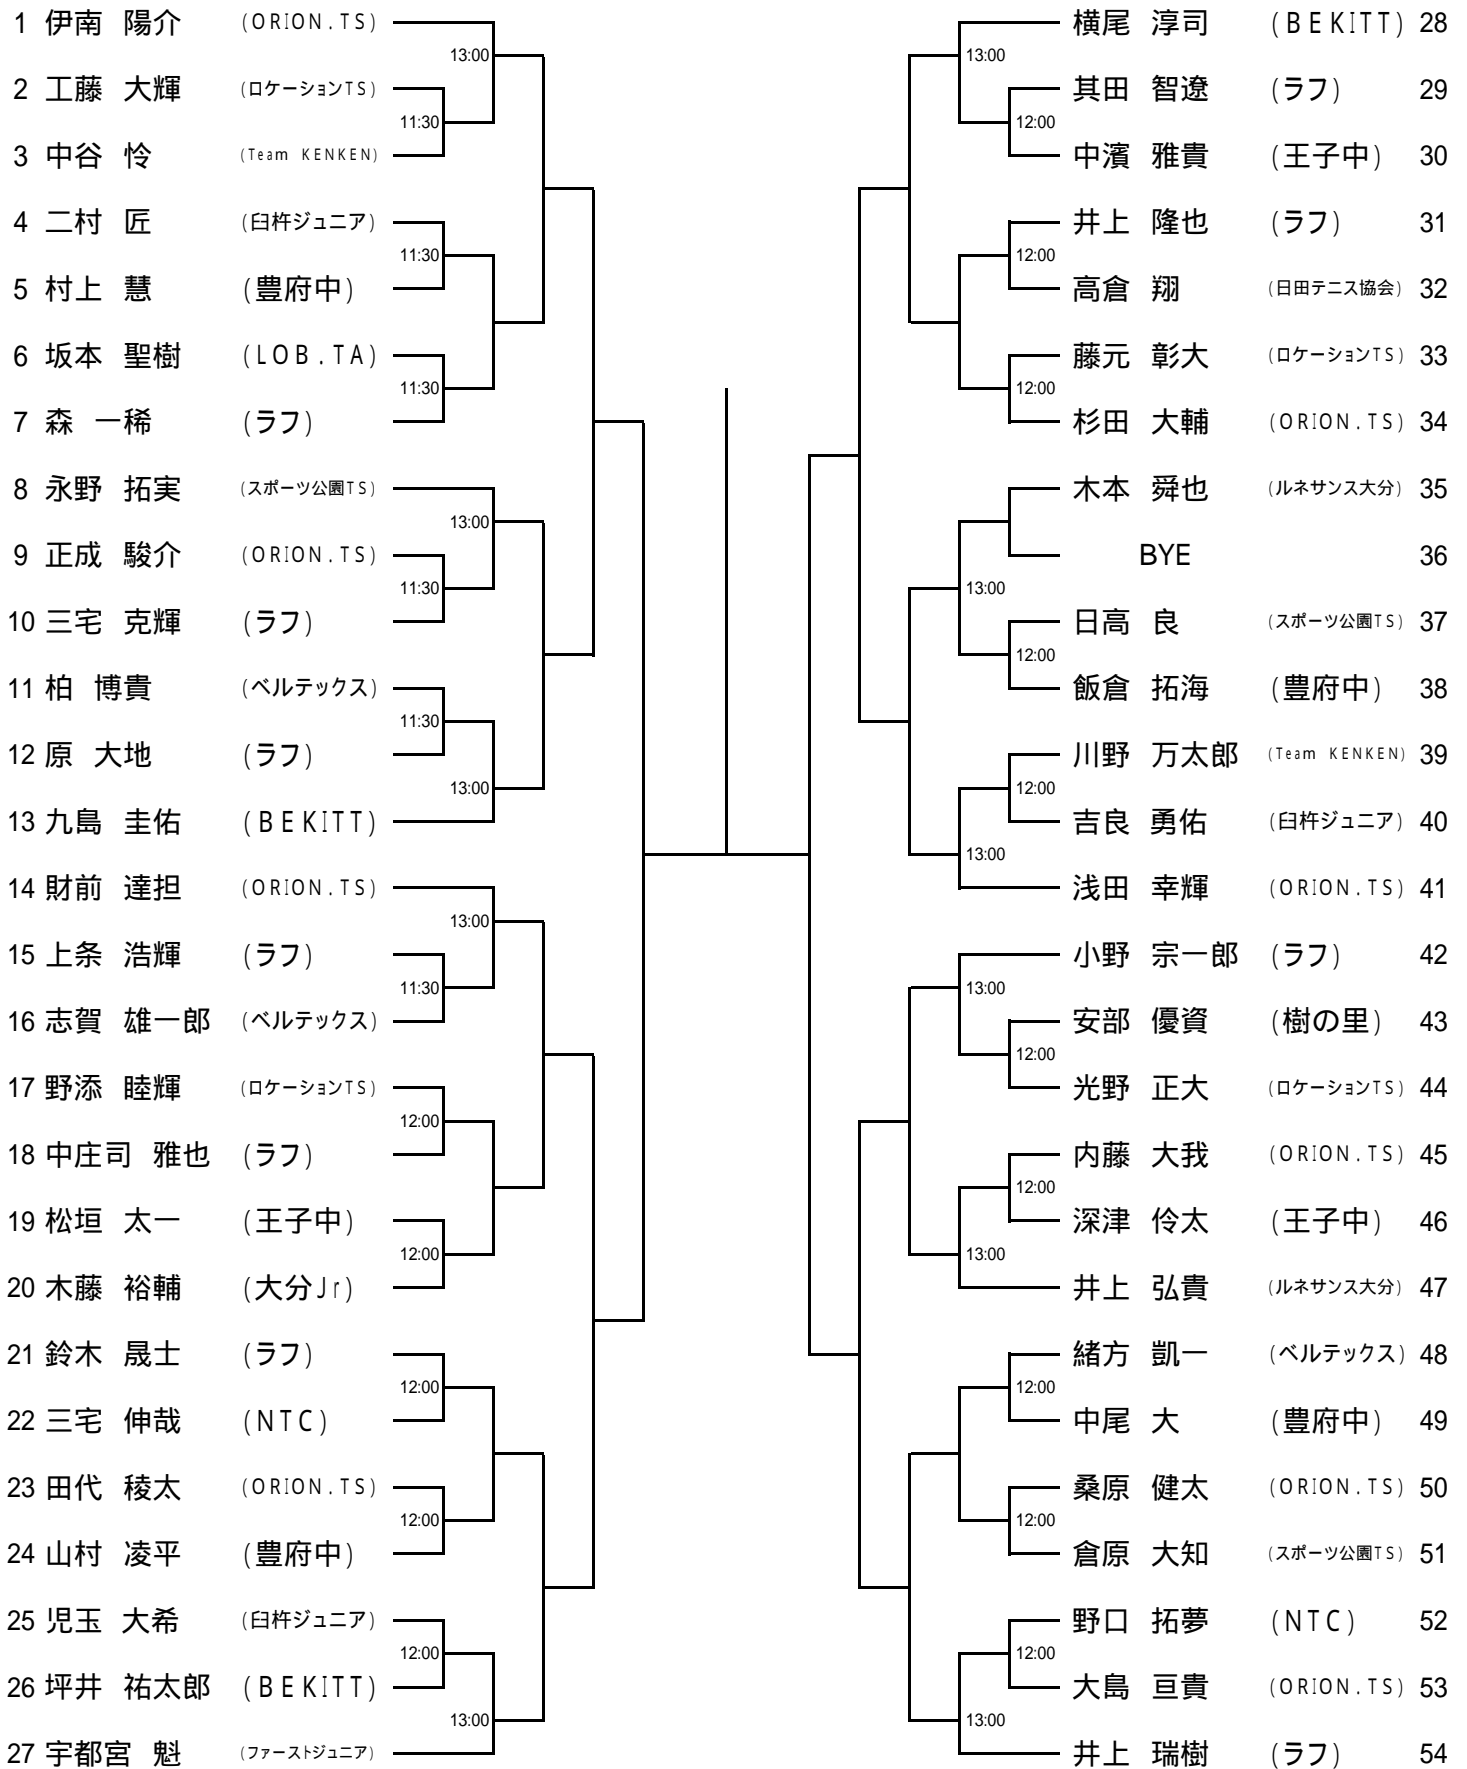 1 伊南 陽介 (ORION.TS)
13:00
2 工藤 大輝 (ロケーションTS)
11:30
3 中谷 怜 (Team KENKEN)
4 二村 匠 (臼杵ジュニア)
11:30
5 村上 慧 (豊府中)
6 坂本 聖樹 (LOB.TA)
11:30
7 森 一稀 (ラフ)
8 永野 拓実 (スポーツ公園TS)
13:00
9 正成 駿介 (ORION.TS)
11:30
10 三宅 克輝 (ラフ)
11 柏 博貴 (ベルテックス)
11:30
12 原 大地 (ラフ)
13:00
13 九島 圭佑 (BEKITT)
14 財前 達担 (ORION.TS)
13:00
15 上条 浩輝 (ラフ)
11:30
16 志賀 雄一郎 (ベルテックス)
17 野添 睦輝 (ロケーションTS)
12:00
18 中庄司 雅也 (ラフ)
19 松垣 太一 (王子中)
12:00
20 木藤 裕輔 (大分Jr)
21 鈴木 晟士 (ラフ)
12:00
22 三宅 伸哉 (NTC)
23 田代 稜太 (ORION.TS)
12:00
24 山村 凌平 (豊府中)
25 児玉 大希 (臼杵ジュニア)
12:00
26 坪井 祐太郎 (BEKITT)
13:00
27 宇都宮 魁 (ファーストジュニア)
横尾 淳司 (BEKITT) 28
13:00
其田 智遼 (ラフ) 29
12:00
中濱 雅貴 (王子中) 30
井上 隆也 (ラフ) 31
12:00
高倉 翔 (日田テニス協会) 32
藤元 彰大 (ロケーションTS) 33
12:00
杉田 大輔 (ORION.TS) 34
木本 舜也 (ルネサンス大分) 35
BYE 36
13:00
日高 良 (スポーツ公園TS) 37
12:00
飯倉 拓海 (豊府中) 38
川野 万太郎 (Team KENKEN) 39
12:00
吉良 勇佑 (臼杵ジュニア) 40
13:00
浅田 幸輝 (ORION.TS) 41
小野 宗一郎 (ラフ) 42
13:00
安部 優資 (樹の里) 43
12:00
光野 正大 (ロケーションTS) 44
内藤 大我 (ORION.TS) 45
12:00
深津 伶太 (王子中) 46
13:00
井上 弘貴 (ルネサンス大分) 47
緒方 凱一 (ベルテックス) 48
12:00
中尾 大 (豊府中) 49
桑原 健太 (ORION.TS) 50
12:00
倉原 大知 (スポーツ公園TS) 51
野口 拓夢 (NTC) 52
12:00
大島 亘貴 (ORION.TS) 53
13:00
井上 瑞樹 (ラフ) 54